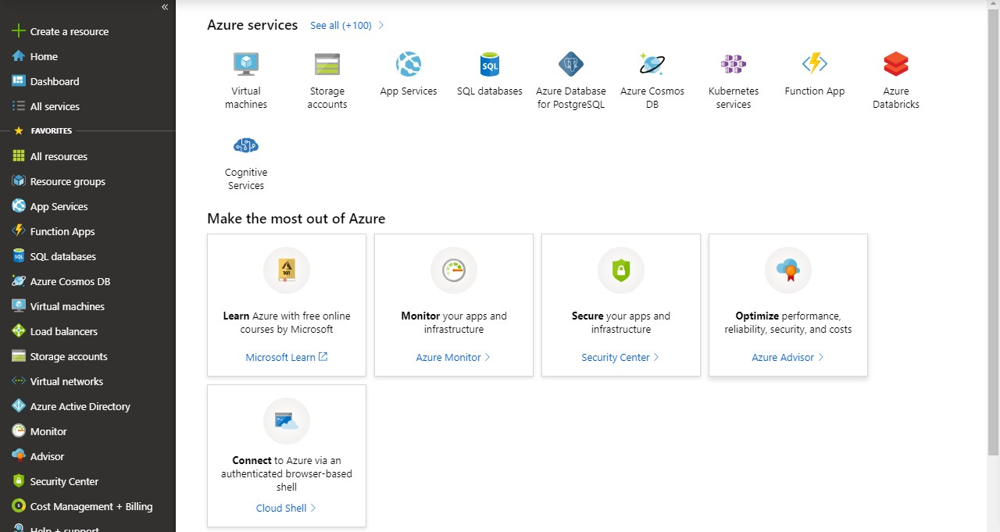 «
Create a resource
Home
Dashboard
All services
FAVORITES
All resources
Resource groups
App Services
Function Apps
SQL databases
Azure Cosmos DB
Virtual machines
Load balancers
Storage accounts
Virtual networks
Azure Active Directory
Monitor
Advisor
Security Center
Cost Management + Billing
Help + support
Azure services See all (+100)
Virtual
machines
Storage
accounts
App Services
SQL databases
Azure Database
for PostgreSQL
Azure Cosmos
DB
Kubernetes
services
Function App
Azure
Databricks
Cognitive
Services
Make the most out of Azure
Learn Azure with free online
courses by Microsoft
Microsoft Learn
Monitor your apps and
infrastructure
Azure Monitor
Secure your apps and
infrastructure
Security Center
Optimize performance,
reliability, security, and costs
Azure Advisor
Connect to Azure via an
authenticated browser-based
shell
Cloud Shell